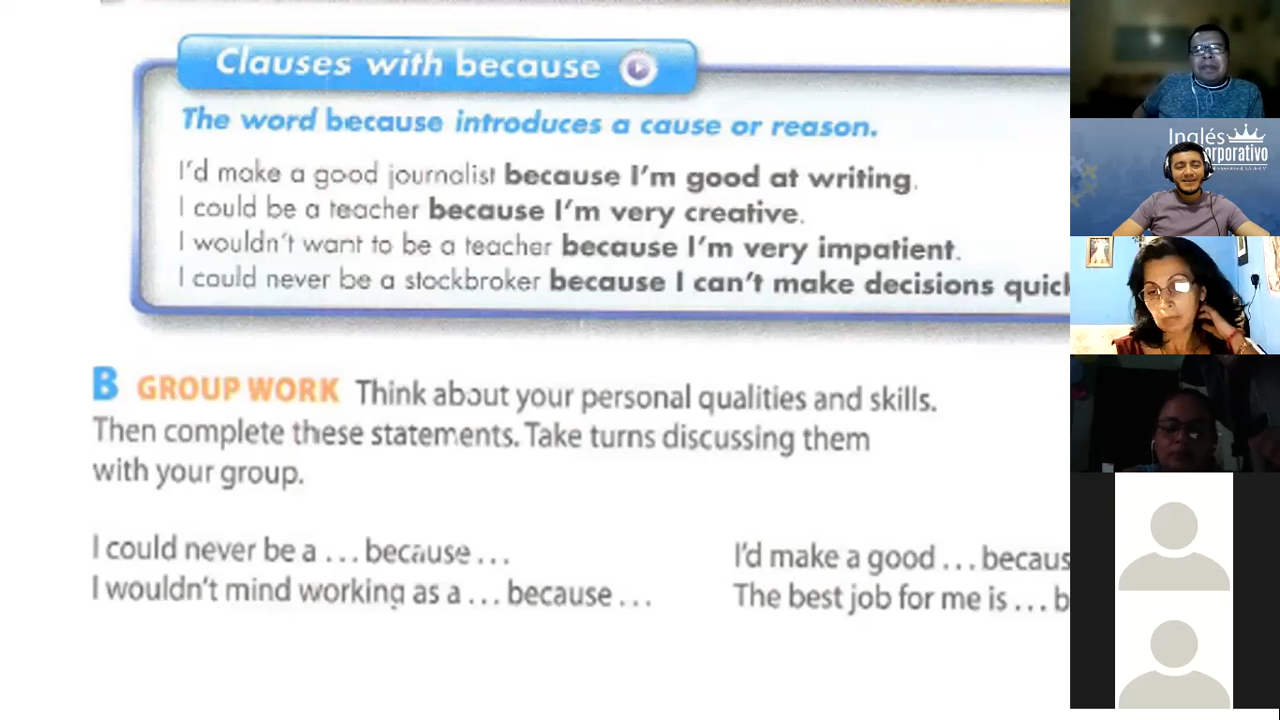 Clauses with because
The word because introduces a cause or reason.
I'd make a good journalist because I'm good at writing.
I could be a teacher because I'm very creative.
I wouldn't want to be a teacher because I'm very impatient.
I could never be a stockbroker because I can't make decisions quick
B GROUP WORK Think about your personal qualities and skills.
Then complete these statements. Take turns discussing them
with your group.
I could never be a ... because ...
I'd make a good ... becaus
I wouldn't mind working as a ... because ...
The best job for me is ... b
Inglés
orporativo